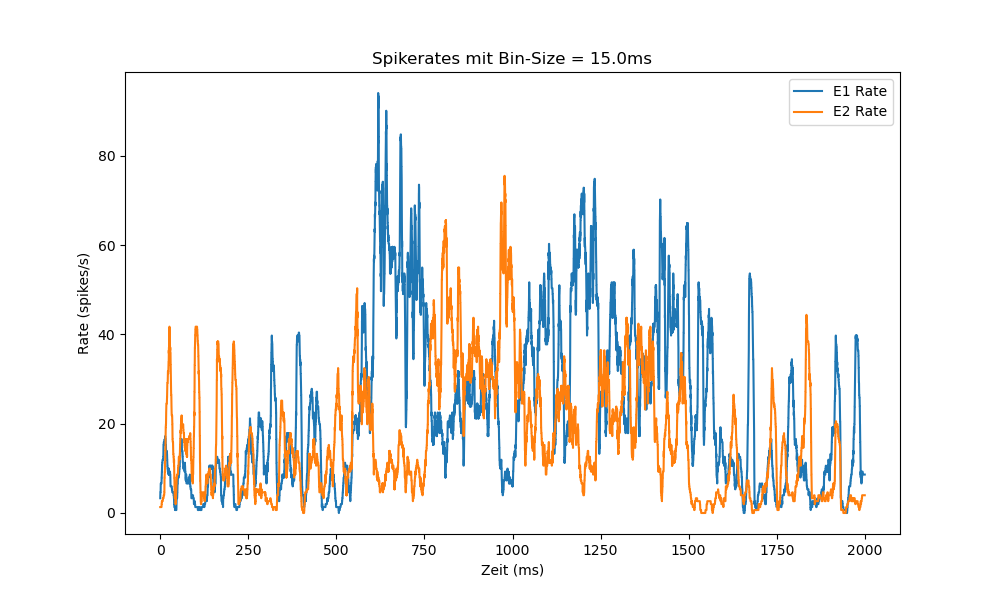 Spikerates mit Bin-Size = 15.0ms
E1 Rate
E2 Rate
Rate (spikes/s)
80
60
40
20
0
0 250 500 750 1000 1250 1500 1750 2000
Zeit (ms)